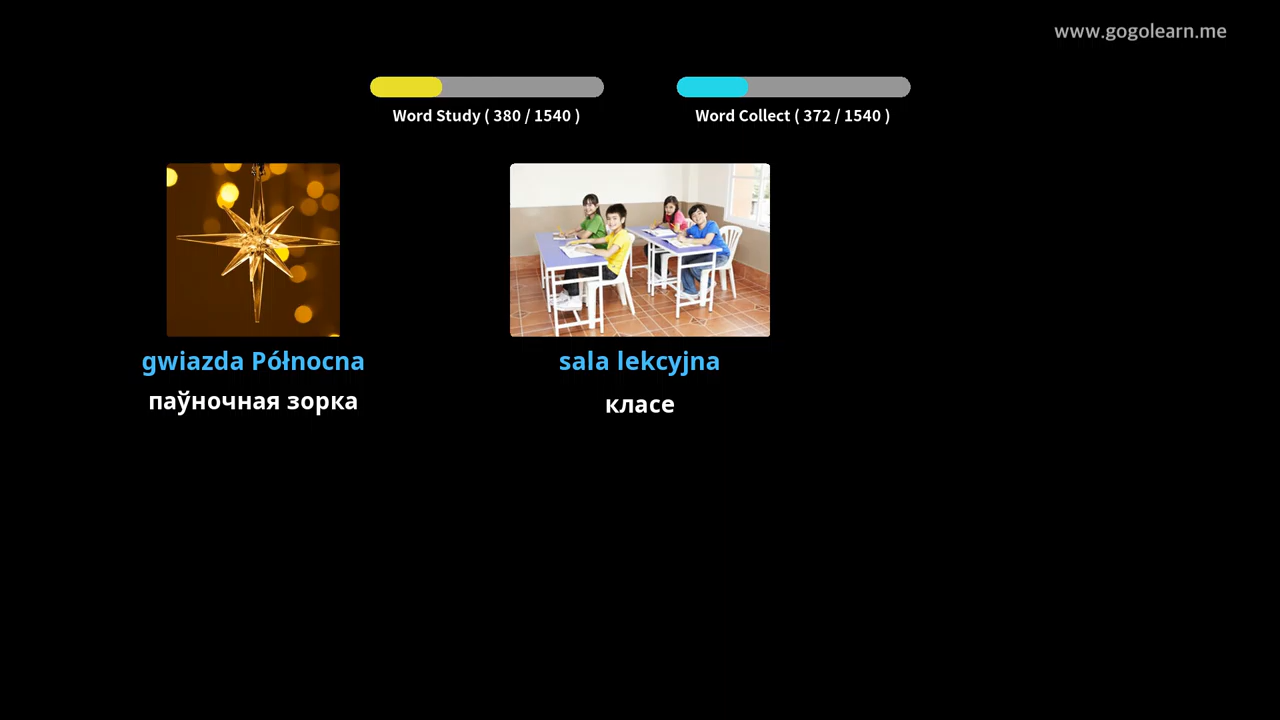 www.gogolearn.me
Word Study ( 380 / 1540 )
Word Collect ( 372 / 1540 )
gwiazda Północna
паўночная зорка
sala lekcyjna
класе